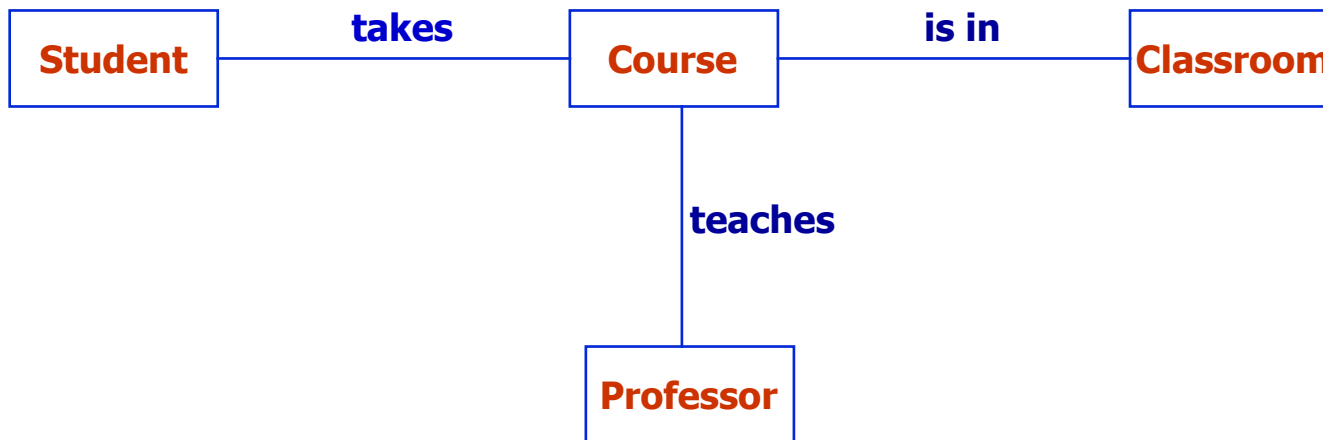 takes
is in
Student
Course
Classroom
teaches
Professor